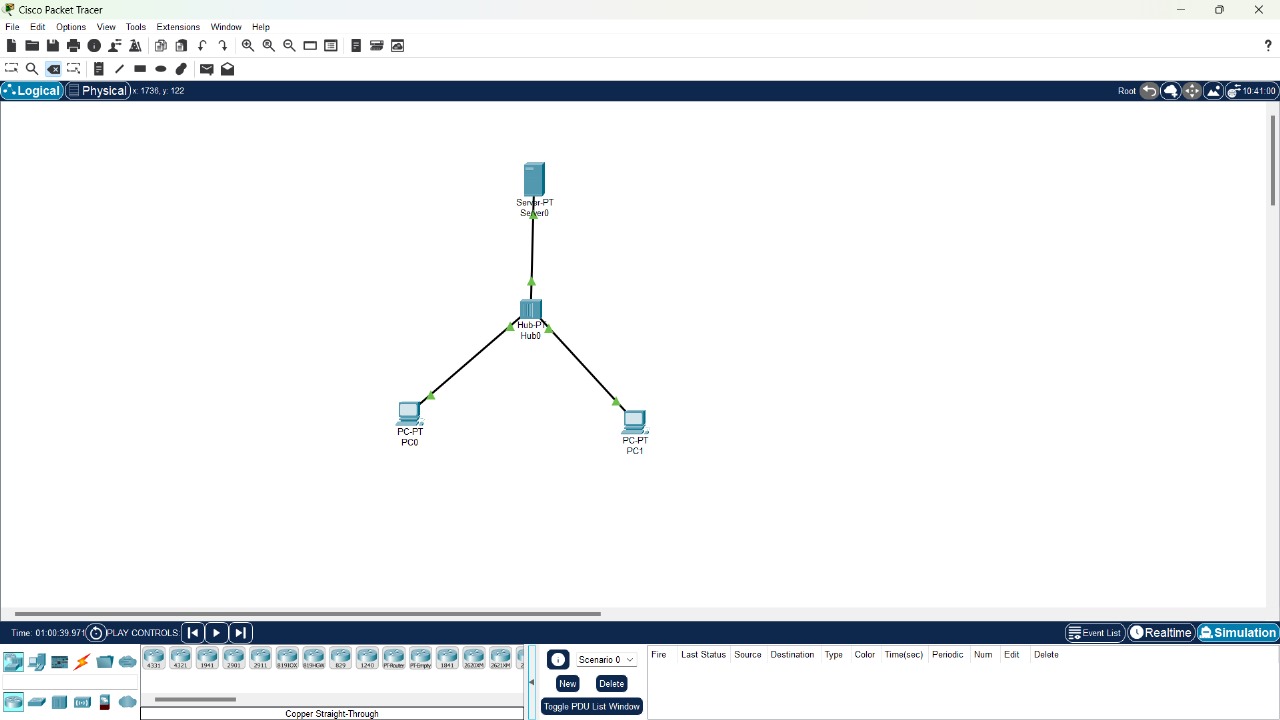 Cisco Packet Tracer
File Edit Options View Tools Extensions Window Help
Logical Physical x: 1736, y: 122 Root 10:41:00
Server-PT
Server0
Hub-PT
Hub0
PC-PT
PC0
PC-PT
PC1
Time: 01:00:39.971 PLAY CONTROLS: Event List Realtime Simulation
4331 4321 1941 2901 2911 819IOX 819HGW 829 1240 PT-Router PT-Empty 1841 2620XM 2621XM
Scenario 0
Fire Last Status Source Destination Type Color Time(sec) Periodic Num Edit Delete
New Delete
Toggle PDU List Window
Copper Straight-Through